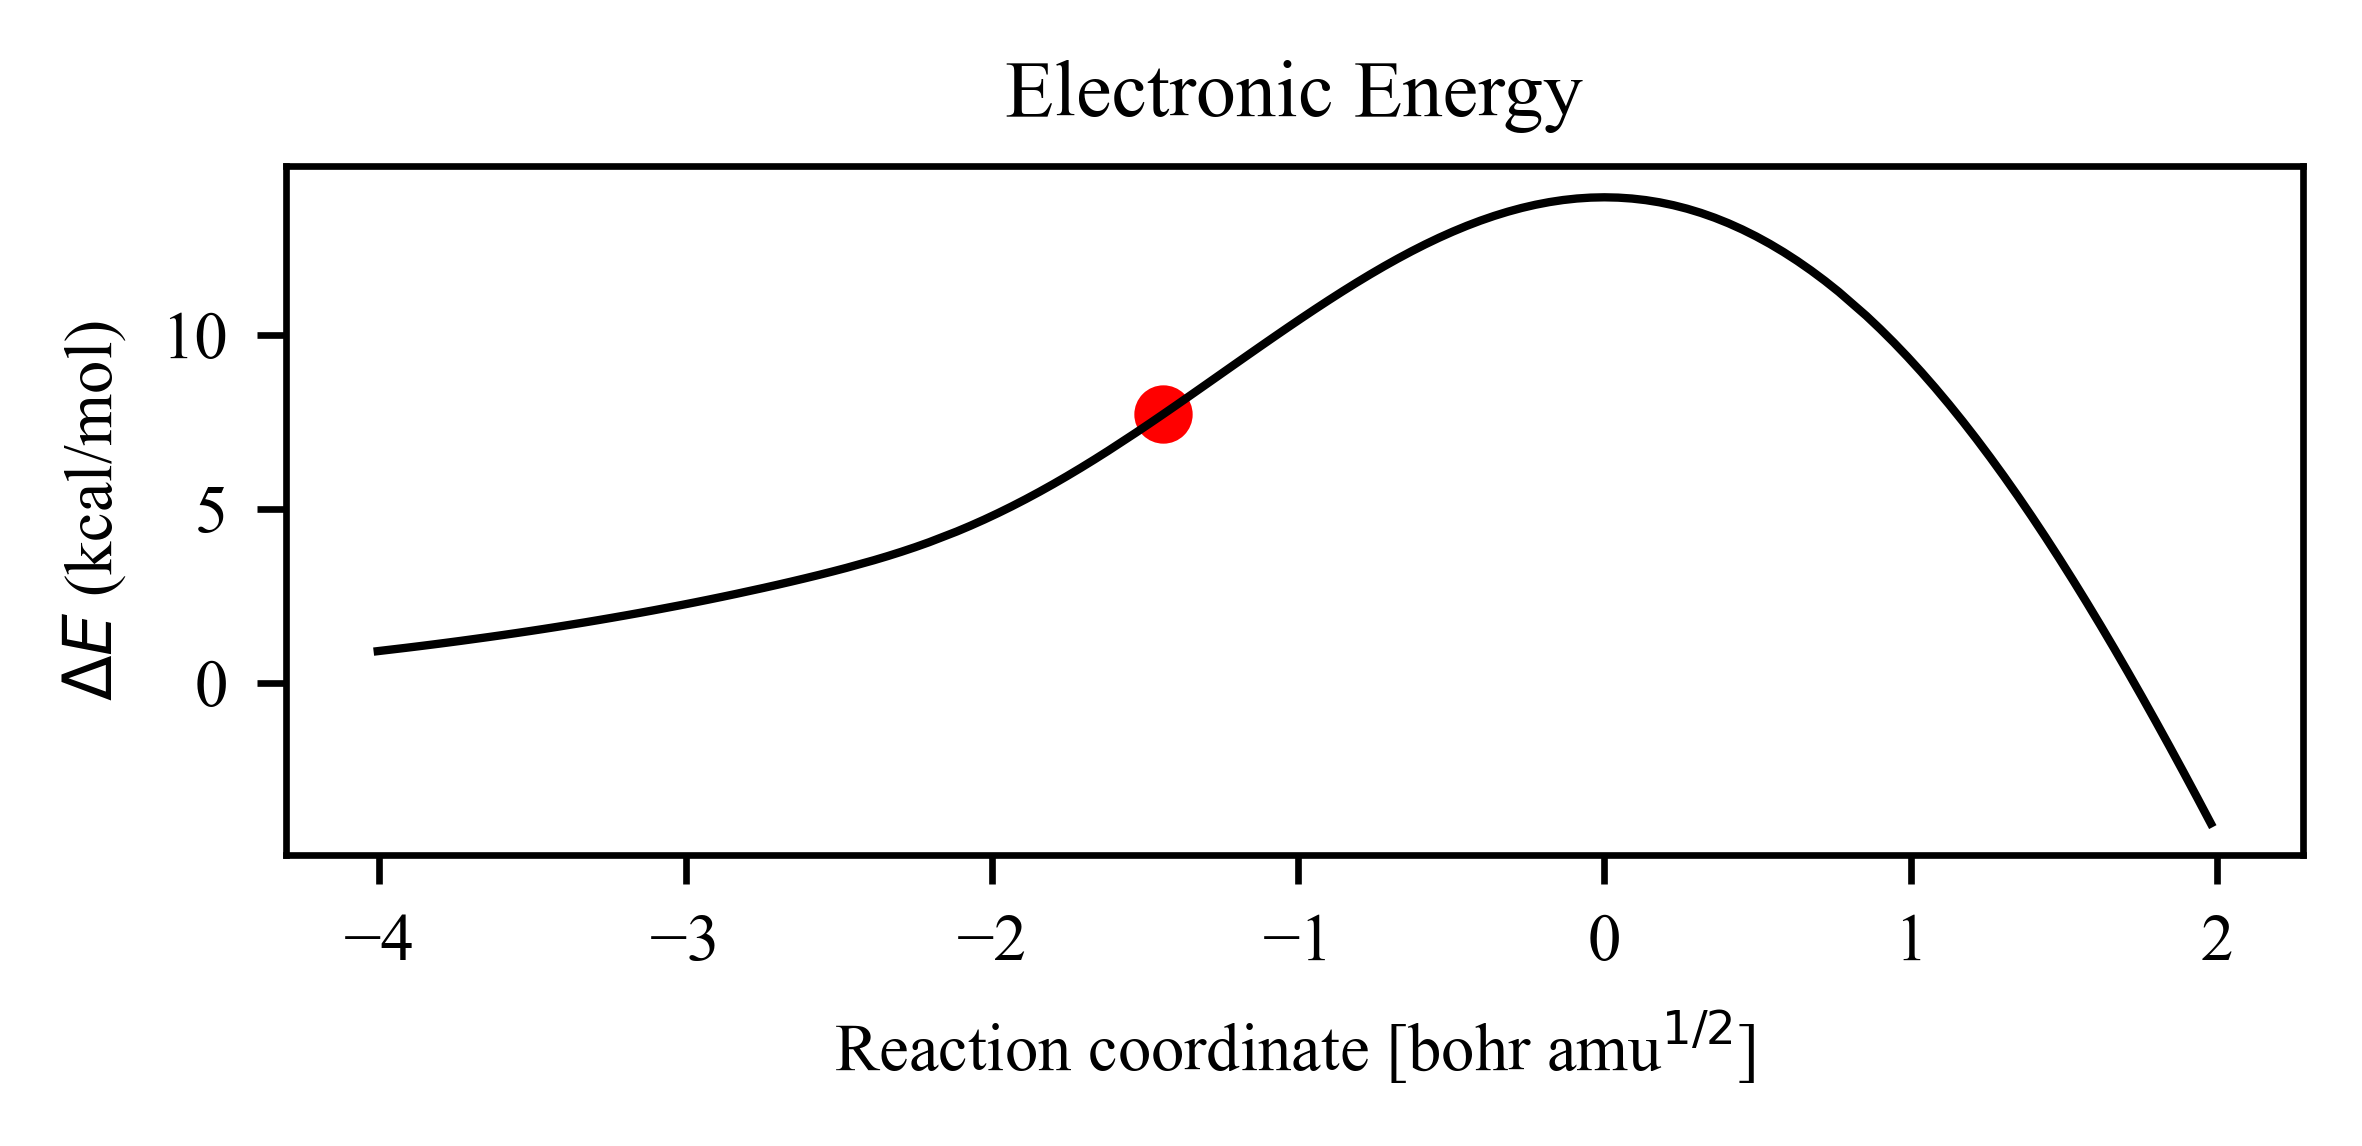 Electronic Energy
ΔE (kcal/mol)
10
5
0
−4 −3 −2 −1 0 1 2
Reaction coordinate [bohr amu^{1/2}]